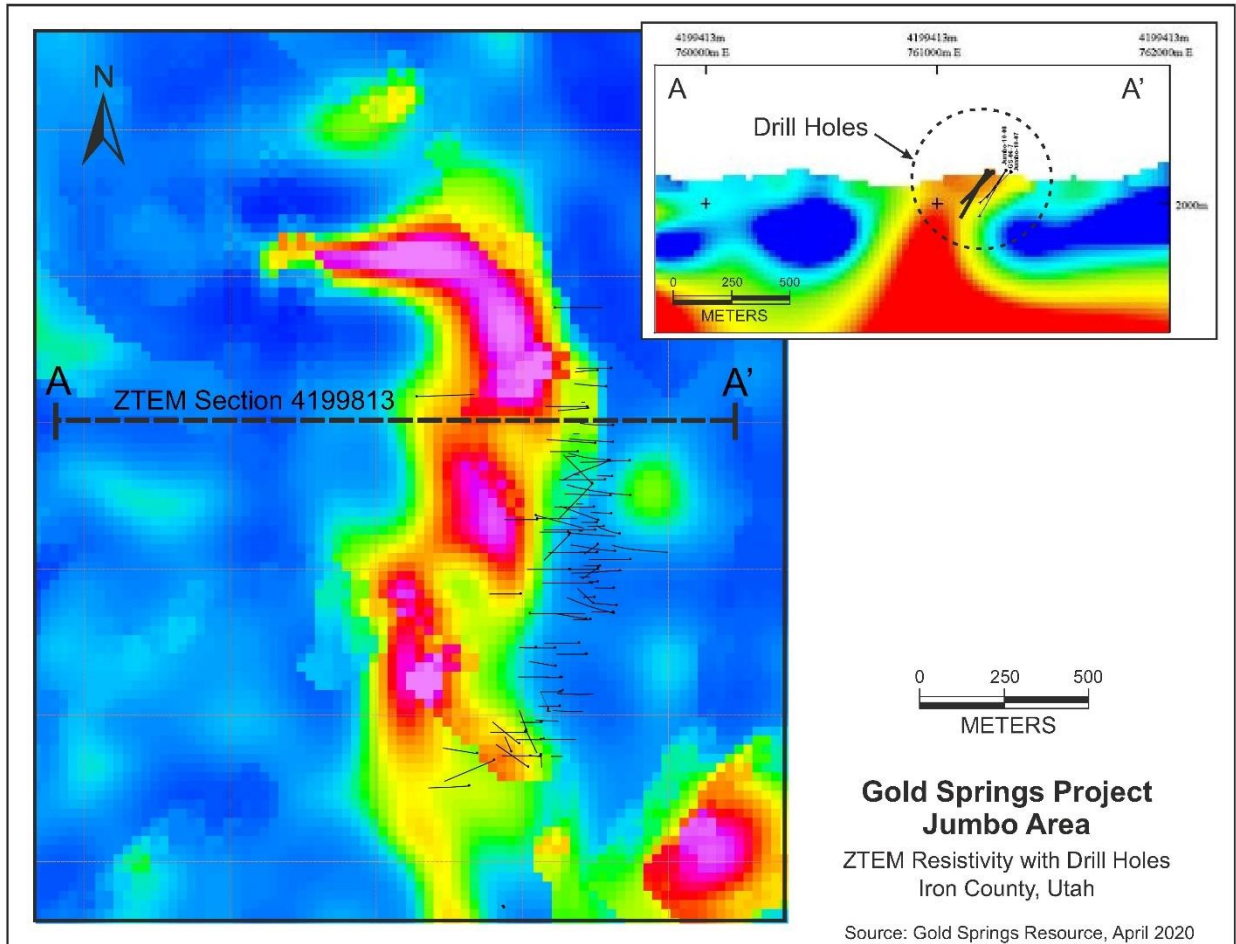 N
4199413m
760000m E
4199413m
761000m E
4199413m
762000m E
A
A'
Drill Holes
2000m
0 250 500
METERS
A
ZTEM Section 4199813
A'
0 250 500
METERS
Gold Springs Project
Jumbo Area
ZTEM Resistivity with Drill Holes
Iron County, Utah
Source: Gold Springs Resource, April 2020